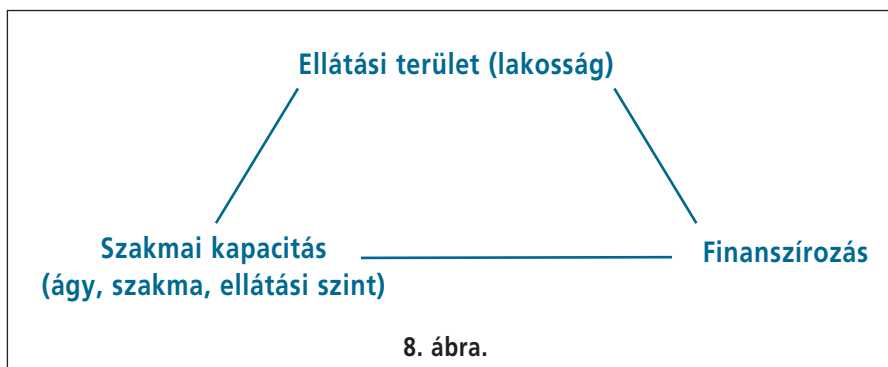 Ellátási terület (lakosság)
Szakmai kapacitás
(ágy, szakma, ellátási szint)
Finanszírozás
8. ábra.